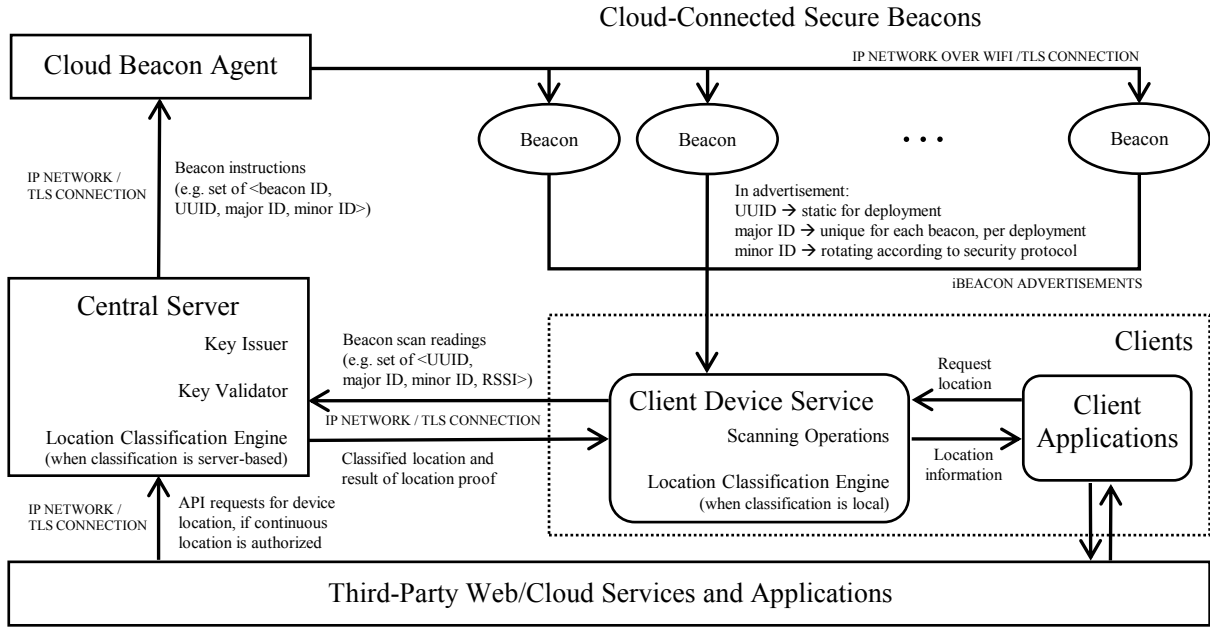 Cloud-Connected Secure Beacons
Cloud Beacon Agent
IP NETWORK OVER WIFI /TLS CONNECTION
Beacon
Beacon
• • •
Beacon
IP NETWORK /
TLS CONNECTION
Beacon instructions
(e.g. set of <beacon ID,
UUID, major ID, minor ID>)
In advertisement:
UUID → static for deployment
major ID → unique for each beacon, per deployment
minor ID → rotating according to security protocol
iBEACON ADVERTISEMENTS
Central Server
Key Issuer
Key Validator
Location Classification Engine
(when classification is server-based)
Beacon scan readings
(e.g. set of <UUID,
major ID, minor ID, RSSI>)
IP NETWORK / TLS CONNECTION
Classified location and
result of location proof
Clients
Client Device Service
Scanning Operations
Location Classification Engine
(when classification is local)
Request
location
Location
information
Client
Applications
IP NETWORK /
TLS CONNECTION
API requests for device
location, if continuous
location is authorized
Third-Party Web/Cloud Services and Applications